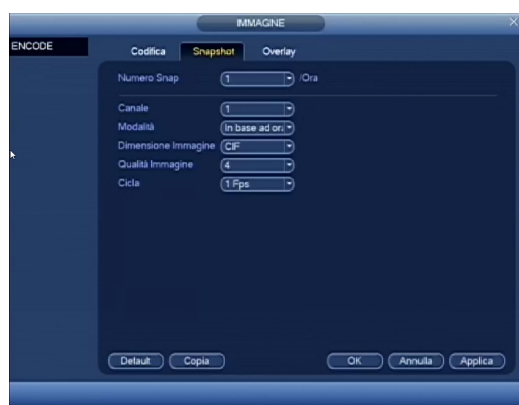 IMMAGINE
ENCODE
Codifica Snapshot Overlay
Numero Snap 1 /Ora
Canale 1
Modalità In base ad ora
Dimensione Immagine CIF
Qualità Immagine 4
Cicla 1 Fps
Default Copia OK Annulla Applica